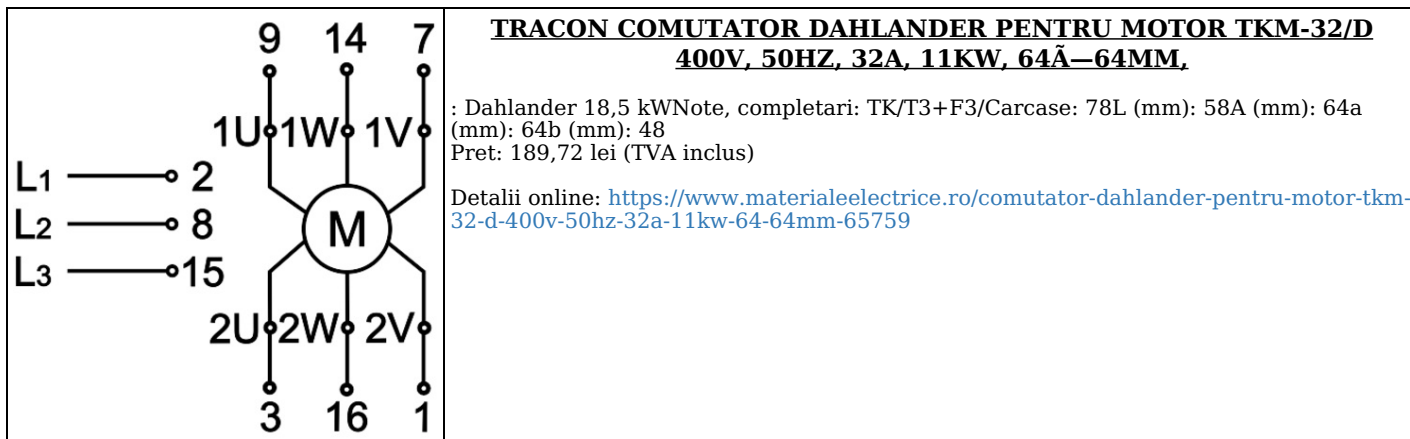 9 14 7
1U 1W 1V
L1 2
L2 8
M
L3 15
2U 2W 2V
3 16 1
TRACON COMUTATOR DAHLANDER PENTRU MOTOR TKM-32/D
400V, 50HZ, 32A, 11KW, 64Ã—64MM,
: Dahlander 18,5 kWNote, completari: TK/T3+F3/Carcase: 78L (mm): 58A (mm): 64a
(mm): 64b (mm): 48
Pret: 189,72 lei (TVA inclus)
Detalii online: https://www.materialeelectrice.ro/comutator-dahlander-pentru-motor-tkm-
32-d-400v-50hz-32a-11kw-64-64mm-65759